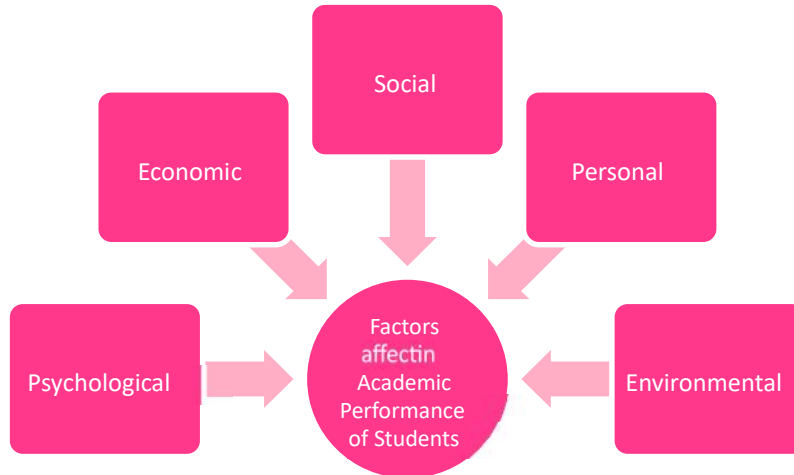 Social
Economic
Personal
Psychological
Factors
affectin
Academic
Performance
of Students
Environmental